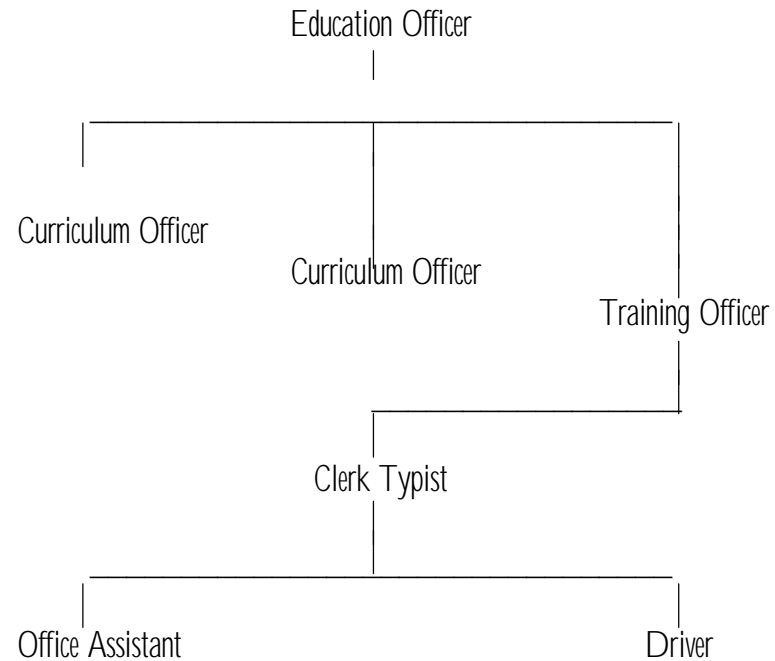 Education Officer
Curriculum Officer
Curriculum Officer
Training Officer
Clerk Typist
Office Assistant
Driver